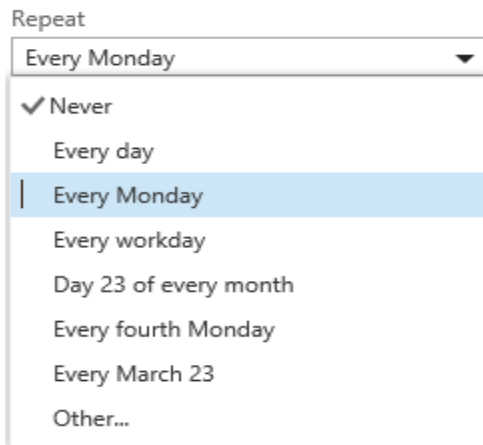 Repeat
Every Monday
Never
Every day
Every Monday
Every workday
Day 23 of every month
Every fourth Monday
Every March 23
Other...